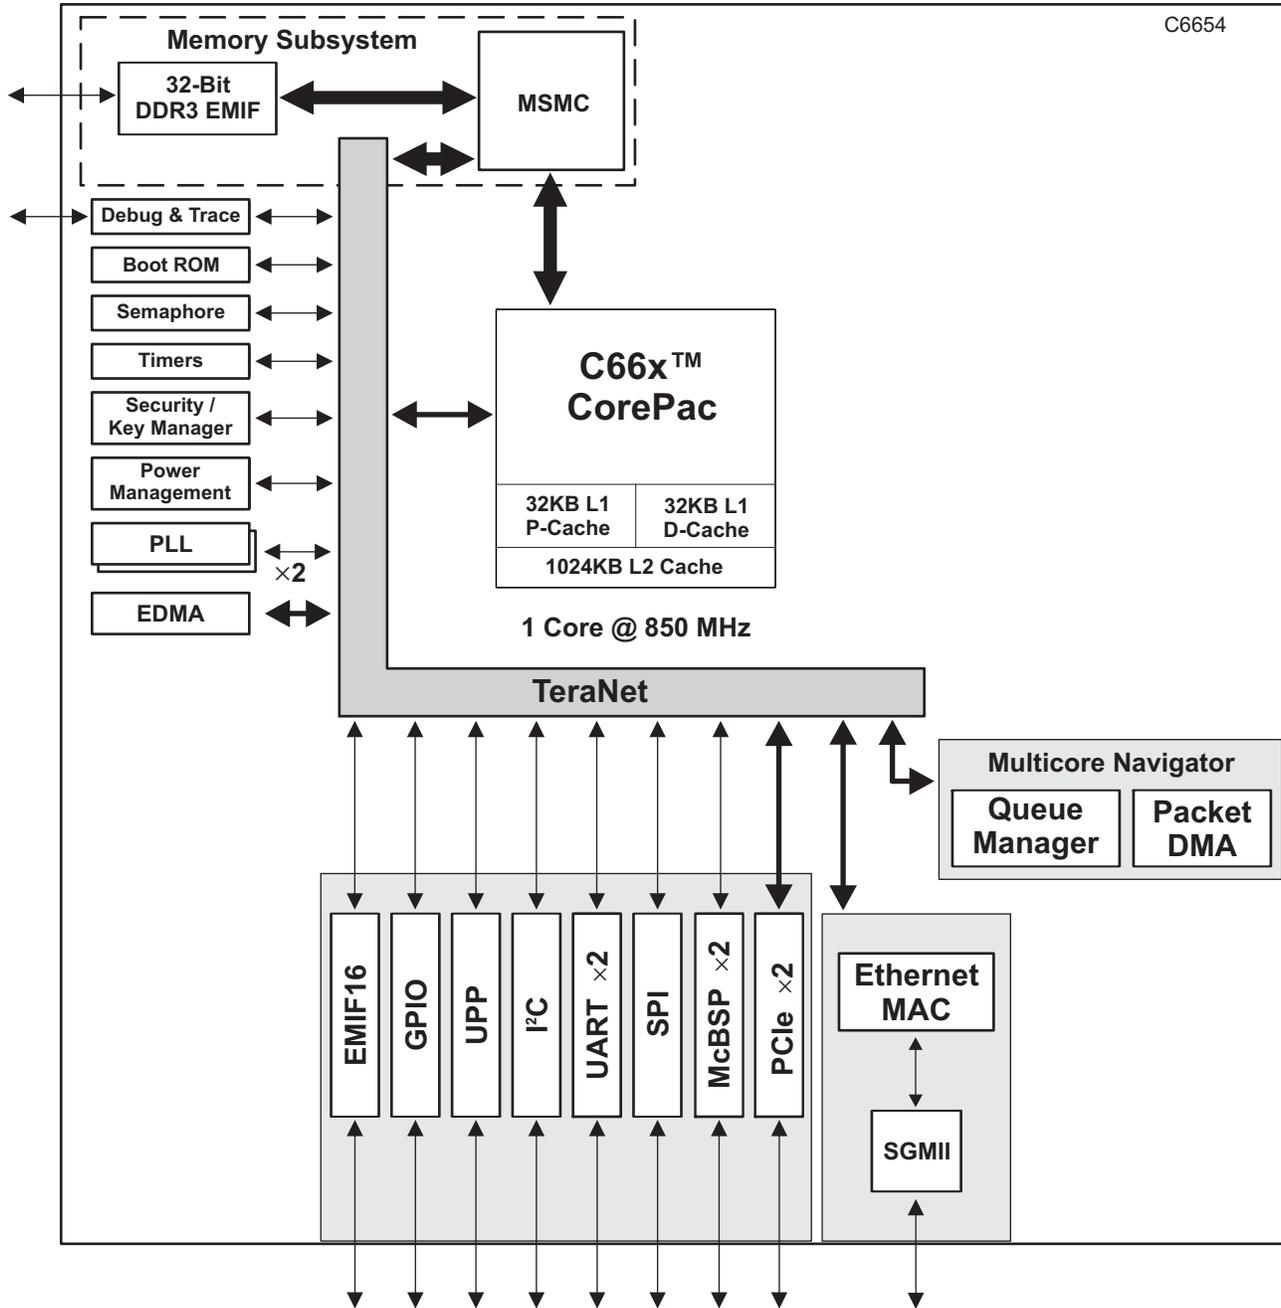 C6654
Memory Subsystem
32-Bit
DDR3 EMIF
MSMC
Debug & Trace
Boot ROM
Semaphore
Timers
Security /
Key Manager
Power
Management
PLL
×2
EDMA
C66x™
CorePac
32KB L1
P-Cache
32KB L1
D-Cache
1024KB L2 Cache
1 Core @ 850 MHz
TeraNet
Multicore Navigator
Queue
Manager
Packet
DMA
EMIF16
GPIO
UPP
I²C
UART ×2
SPI
McBSP ×2
PCIe ×2
Ethernet
MAC
SGMII